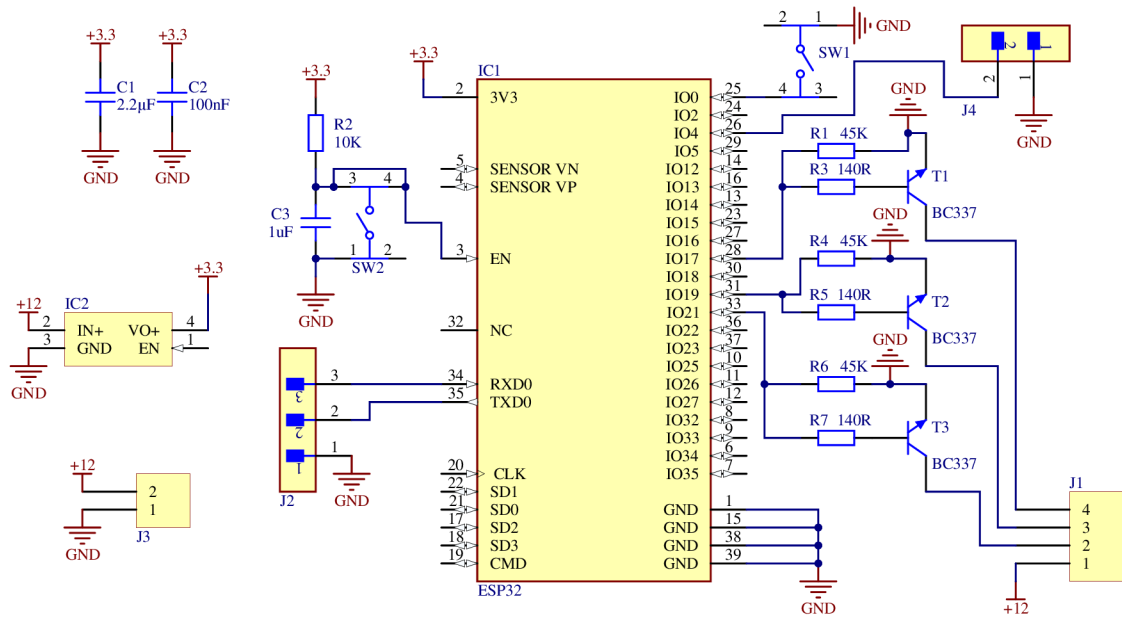 +3.3
C1
2.2µF
GND
+3.3
C2
100nF
GND
+3.3
R2
10K
C3
1uF
3 4
1 2
SW2
GND
+3.3
IC1
2 3V3
5 SENSOR VN
4 SENSOR VP
3 EN
32 NC
34 RXD0
35 TXD0
20 CLK
22 SD1
21 SD0
17 SD2
18 SD3
19 CMD
ESP32
IO0 25
IO2 24
IO4 26
IO5 29
IO12 14
IO13 16
IO14 13
IO15 23
IO16 27
IO17 28
IO18 30
IO19 31
IO21 33
IO22 36
IO23 37
IO25 10
IO26 11
IO27 12
IO32 8
IO33 9
IO34 6
IO35 7
GND 1
GND 15
GND 38
GND 39
GND
2 1
GND
SW1
4 3
2 1
2 1
J4
GND
GND
R1 45K
R3 140R
T1
BC337
GND
R4 45K
R5 140R
T2
BC337
GND
R6 45K
R7 140R
T3
BC337
J1
4
3
2
1
+12
+3.3
+12
IC2
2 IN+ VO+ 4
3 GND EN 1
GND
3 3
2 2
1 1
J2
GND
+12
2
1
J3
GND